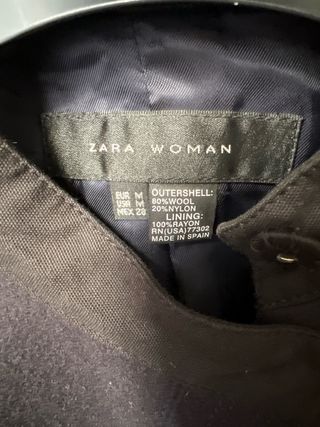 ZARA WOMAN
EUR M
USA M
MEX 28
OUTERSHELL:
80%WOOL
20%NYLON
LINING:
100%RAYON
RN(USA)77302
MADE IN SPAIN